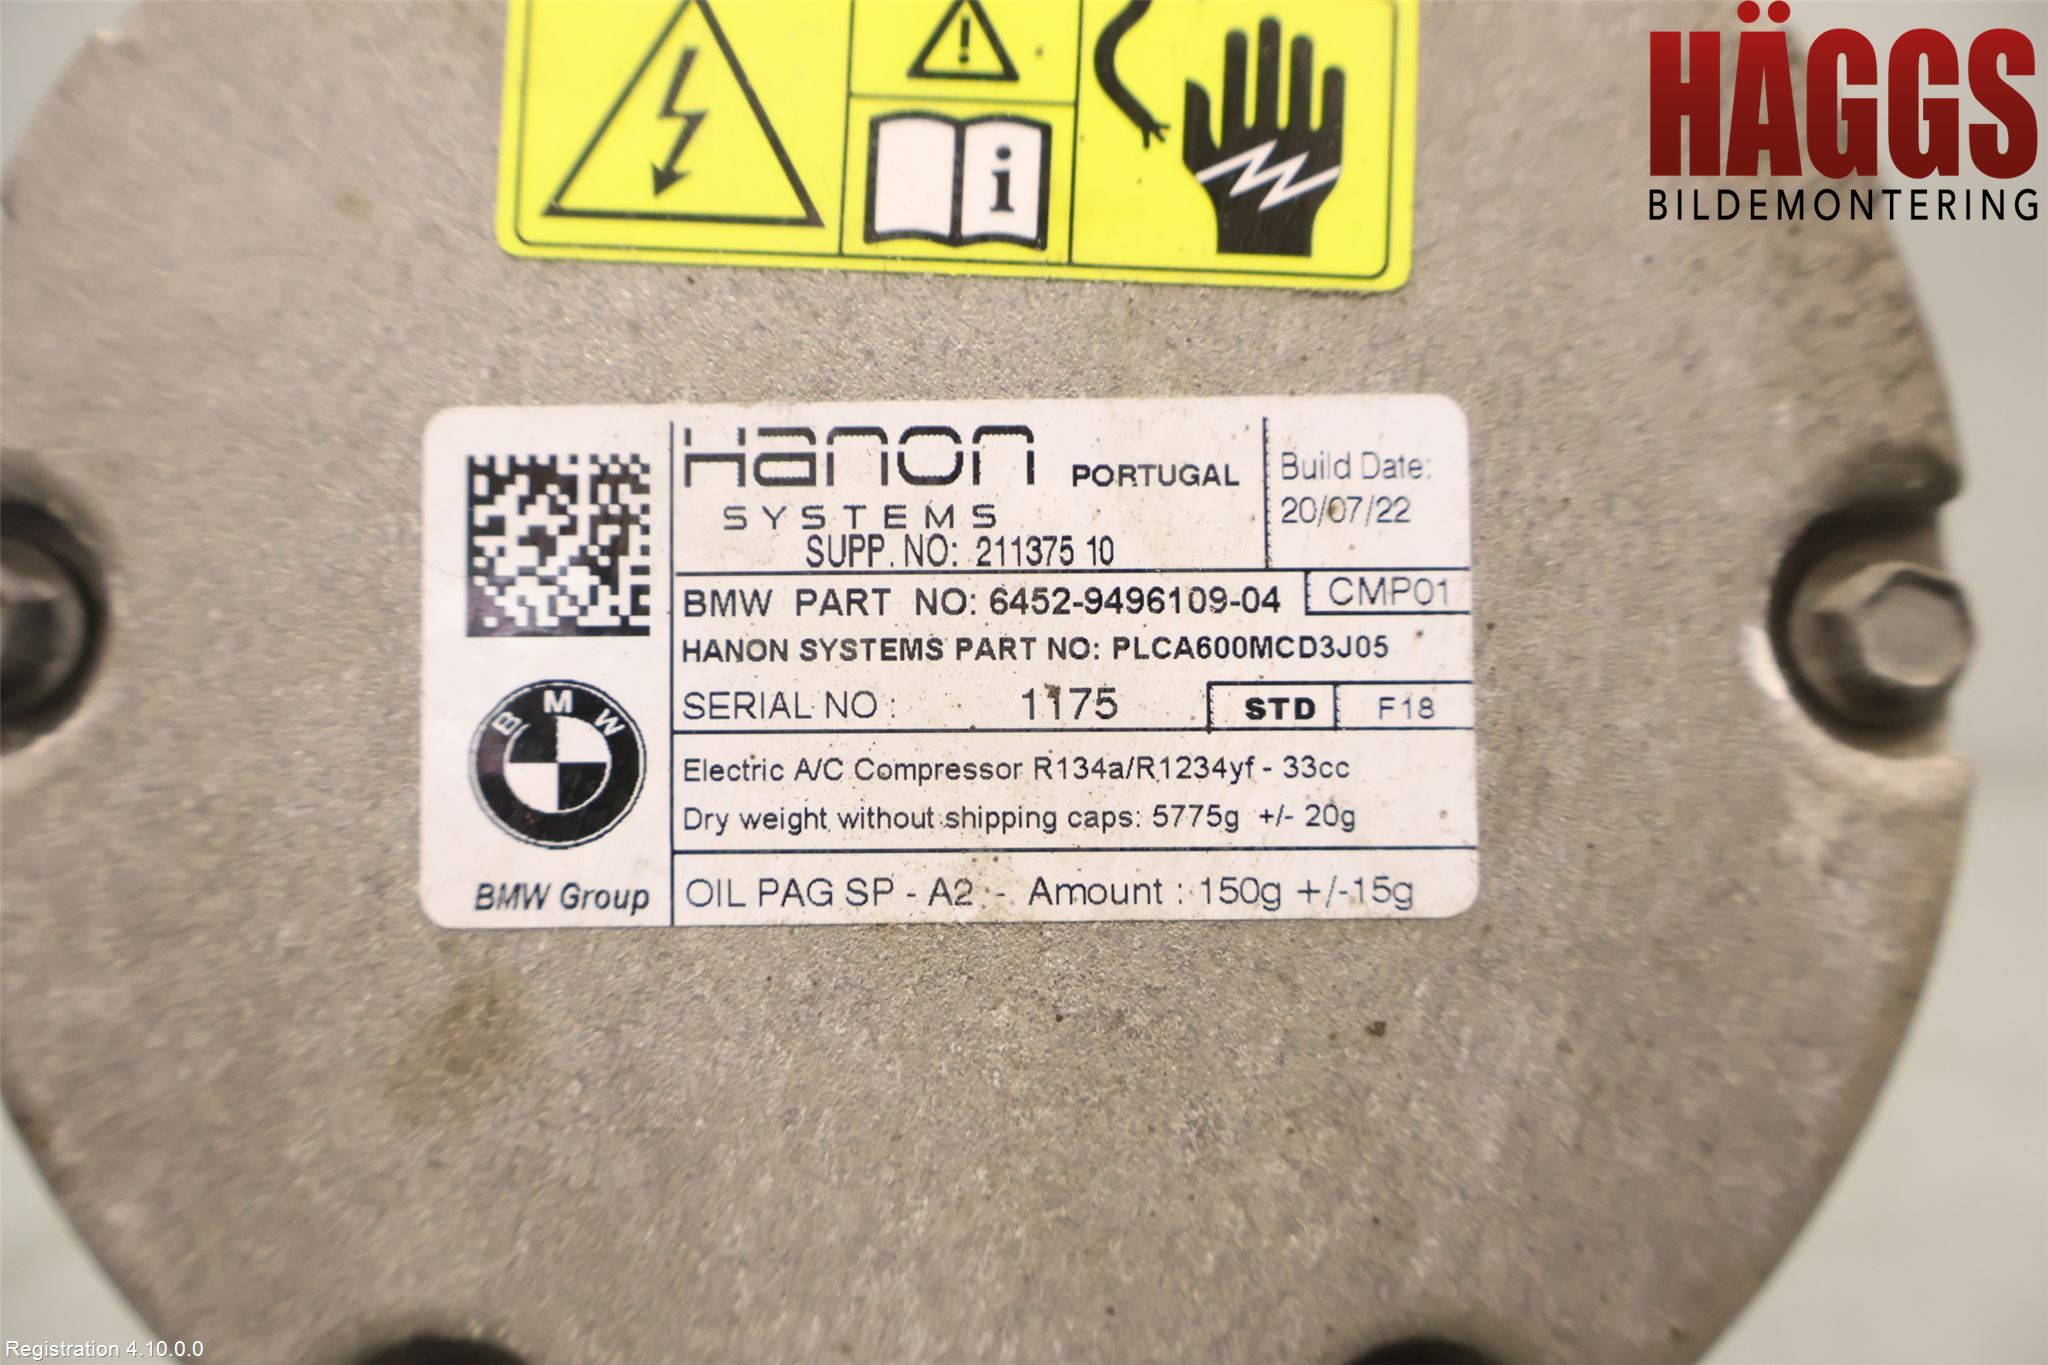 HÄGGS
BILDEMONTERING
Hanon PORTUGAL
SYSTEMS
SUPP. NO: 211375 10
Build Date:
20/07/22
BMW PART NO: 6452-9496109-04 CMP01
HANON SYSTEMS PART NO: PLCA600MCD3J05
SERIAL NO: 1175 STD F18
Electric A/C Compressor R134a/R1234yf - 33cc
Dry weight without shipping caps: 5775g +/- 20g
OIL PAG SP - A2 - Amount : 150g +/-15g
BMW
BMW Group
Registration 4.10.0.0